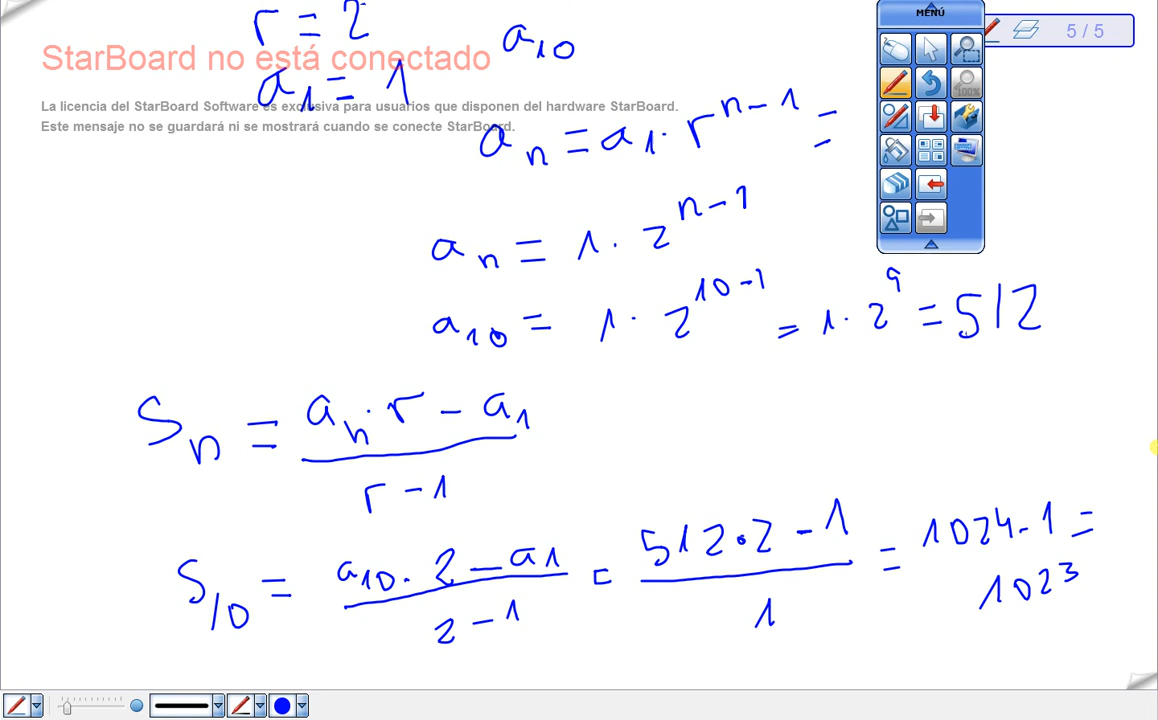 MENÚ
r = 2
a10
5 / 5
StarBoard no está conectado
a1 = 1
La licencia del StarBoard Software es exclusiva para usuarios que disponen del hardware StarBoard.
Este mensaje no se guardará ni se mostrará cuando se conecte StarBoard.
100%
an = a1 · r^n-1 =
an = 1 · 2^n-1
a10 = 1 · 2^10-1 = 1 · 2^9 = 512
Sn = an · r - a1
r - 1
S10 = a10 · 2 - a1 = 512 · 2 - 1 = 1024 - 1 =
2 - 1 1 1023